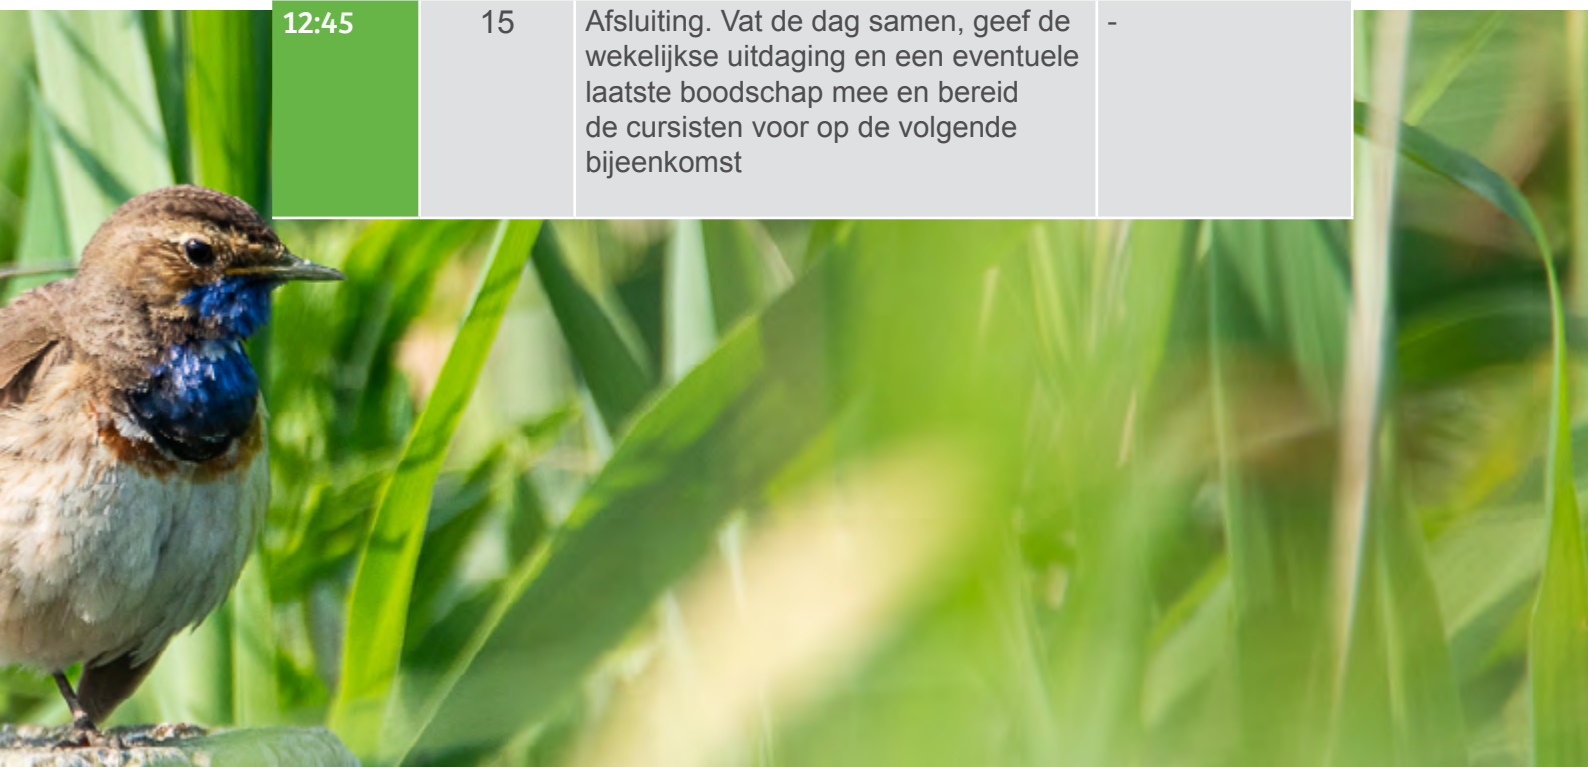 12:45 15 Afsluiting. Vat de dag samen, geef de -
wekelijkse uitdaging en een eventuele
laatste boodschap mee en bereid
de cursisten voor op de volgende
bijeenkomst